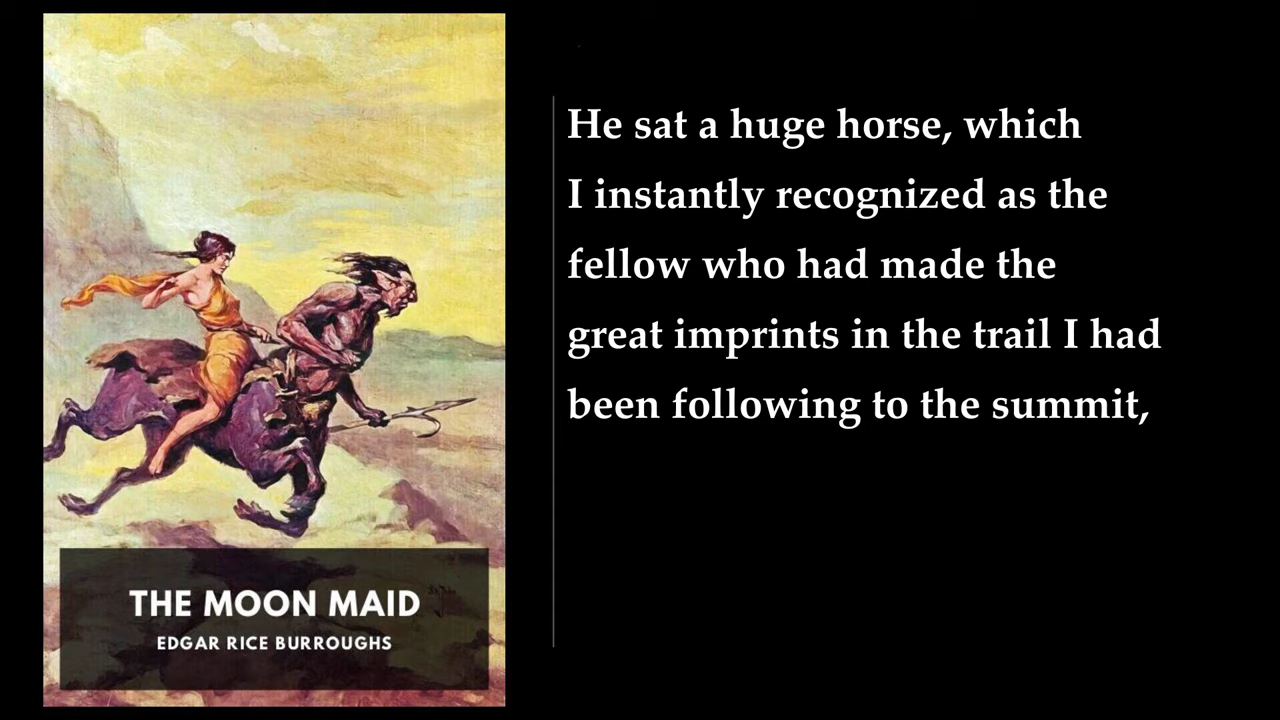 He sat a huge horse, which
I instantly recognized as the
fellow who had made the
great imprints in the trail I had
been following to the summit,
THE MOON MAID
EDGAR RICE BURROUGHS